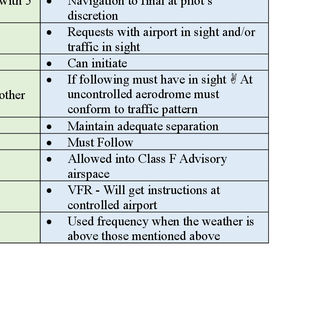 with 5
• Navigation to final at pilot's
discretion
• Requests with airport in sight and/or
traffic in sight
• Can initiate
other
• If following must have in sight ✌ At
uncontrolled aerodrome must
conform to traffic pattern
• Maintain adequate separation
• Must Follow
• Allowed into Class F Advisory
airspace
• VFR - Will get instructions at
controlled airport
• Used frequency when the weather is
above those mentioned above